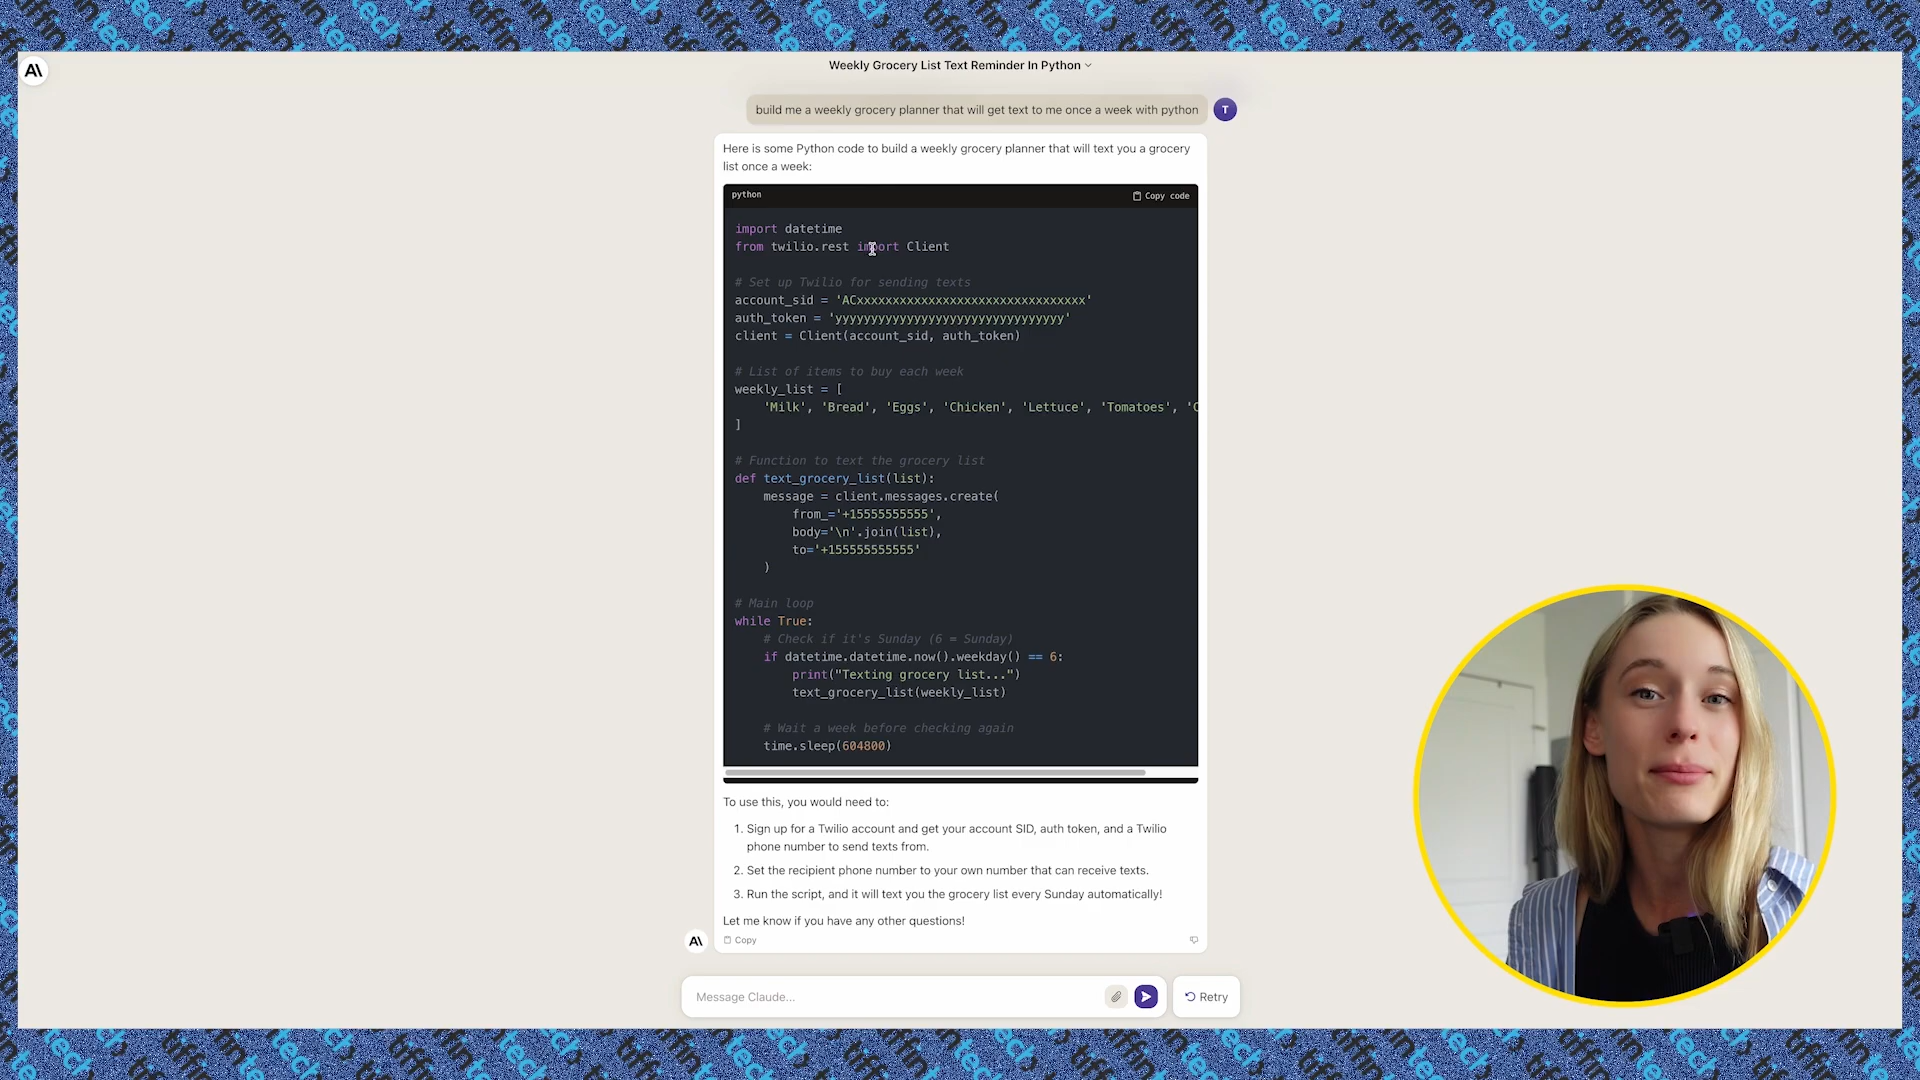 Weekly Grocery List Text Reminder In Python
build me a weekly grocery planner that will get text to me once a week with python
T
Here is some Python code to build a weekly grocery planner that will text you a grocery
list once a week:
python
Copy code
import datetime
from twilio.rest import Client
# Set up Twilio for sending texts
account_sid = 'ACxxxxxxxxxxxxxxxxxxxxxxxxxxxxxxxx'
auth_token = 'yyyyyyyyyyyyyyyyyyyyyyyyyyyyyyyy'
client = Client(account_sid, auth_token)
# List of items to buy each week
weekly_list = [
'Milk', 'Bread', 'Eggs', 'Chicken', 'Lettuce', 'Tomatoes',
]
# Function to text the grocery list
def text_grocery_list(list):
message = client.messages.create(
from_='+15555555555',
body='\n'.join(list),
to='+155555555555'
)
# Main loop
while True:
# Check if it's Sunday (6 = Sunday)
if datetime.datetime.now().weekday() == 6:
print("Texting grocery list...")
text_grocery_list(weekly_list)
# Wait a week before checking again
time.sleep(604800)
To use this, you would need to:
1. Sign up for a Twilio account and get your account SID, auth token, and a Twilio
phone number to send texts from.
2. Set the recipient phone number to your own number that can receive texts.
3. Run the script, and it will text you the grocery list every Sunday automatically!
Let me know if you have any other questions!
Copy
Message Claude...
Retry
tiffin
tech